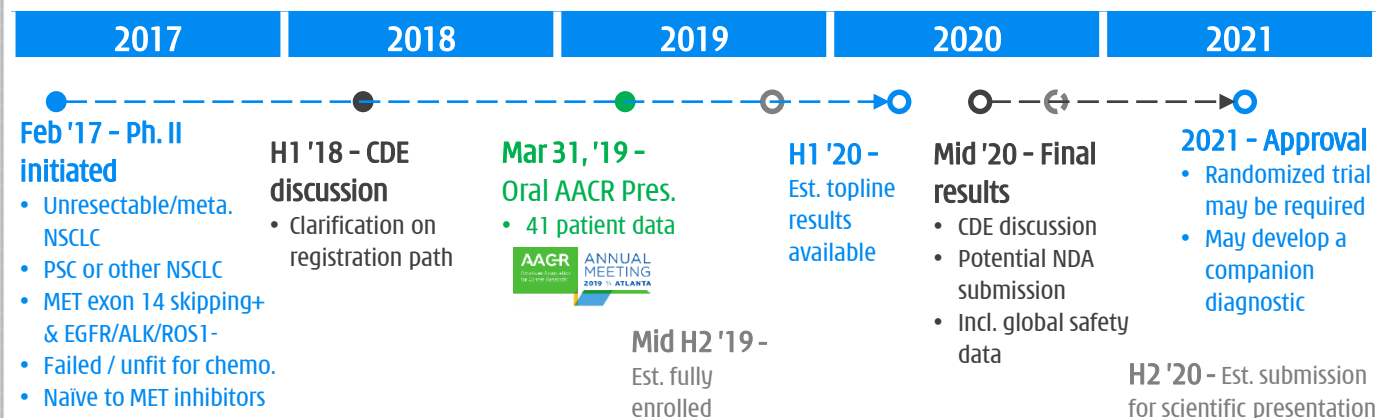 2017
2018
2019
2020
2021
Feb '17 – Ph. II
initiated
• Unresectable/meta.
NSCLC
• PSC or other NSCLC
• MET exon 14 skipping+
& EGFR/ALK/ROS1-
• Failed / unfit for chemo.
• Naïve to MET inhibitors
H1 '18 – CDE
discussion
• Clarification on
registration path
Mar 31, '19 –
Oral AACR Pres.
• 41 patient data
AACR
American Association
for Cancer Research
ANNUAL
MEETING
2019 \\ ATLANTA
Mid H2 '19 –
Est. fully
enrolled
H1 '20 –
Est. topline
results
available
Mid '20 – Final
results
• CDE discussion
• Potential NDA
submission
• Incl. global safety
data
2021 – Approval
• Randomized trial
may be required
• May develop a
companion
diagnostic
H2 '20 – Est. submission
for scientific presentation